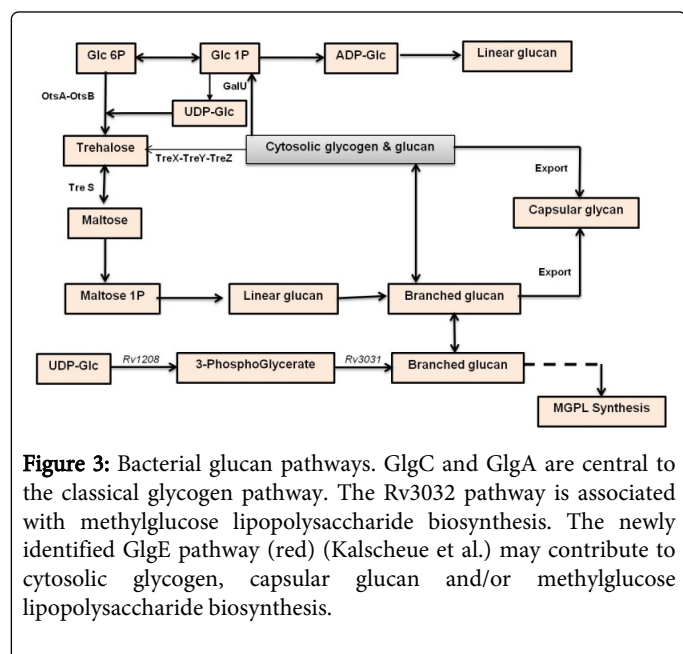 Glc 6P
Glc 1P
ADP-Glc
Linear glucan
GalU
OtsA-OtsB
UDP-Glc
Trehalose
TreX-TreY-TreZ
Cytosolic glycogen & glucan
Export
Tre S
Capsular glycan
Maltose
Export
Maltose 1P
Linear glucan
Branched glucan
UDP-Glc
Rv1208
3-PhosphoGlycerate
Rv3031
Branched glucan
MGPL Synthesis
Figure 3: Bacterial glucan pathways. GlgC and GlgA are central to
the classical glycogen pathway. The Rv3032 pathway is associated
with methylglucose lipopolysaccharide biosynthesis. The newly
identified GlgE pathway (red) (Kalscheue et al.) may contribute to
cytosolic glycogen, capsular glucan and/or methylglucose
lipopolysaccharide biosynthesis.